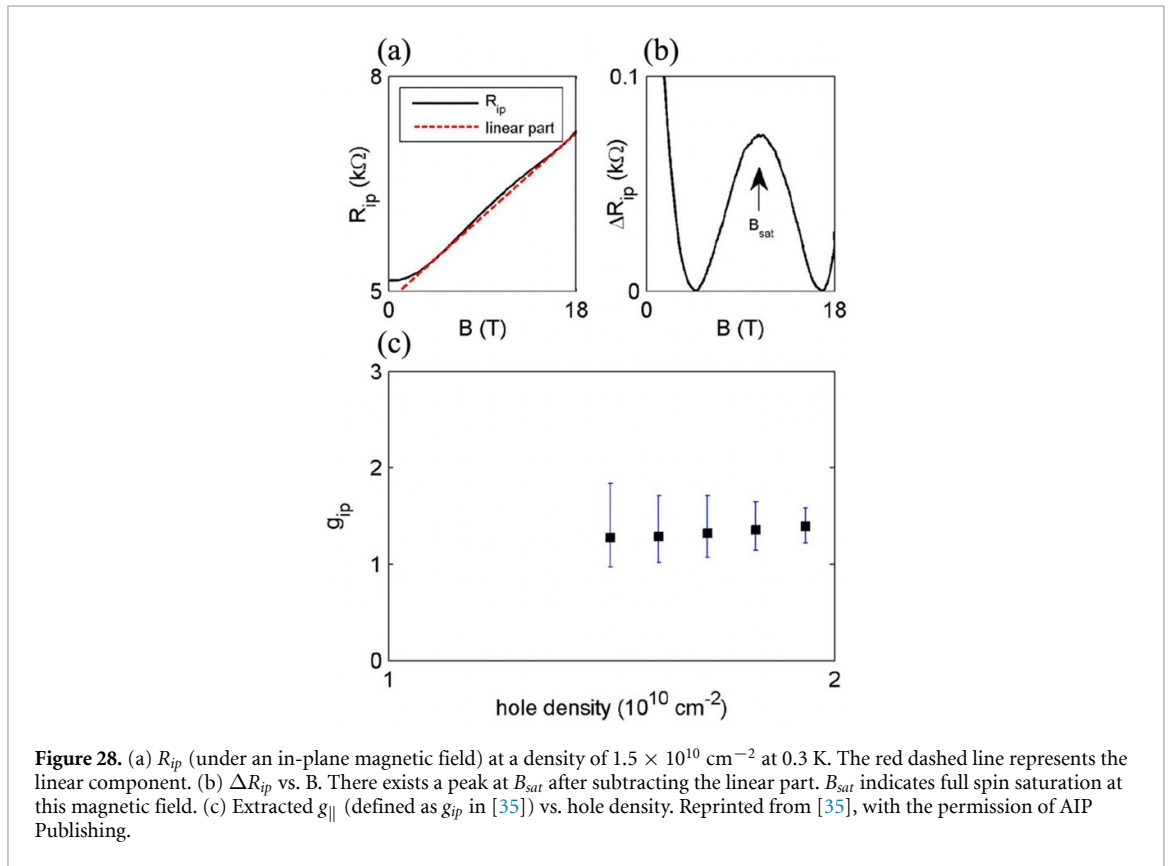 (a)
8
R_ip
linear part
R_ip (kΩ)
5
0
18
B (T)
(b)
0.1
ΔR_ip (kΩ)
B_sat
0
0
18
B (T)
(c)
3
2
g_ip
1
0
1
2
hole density (10^10 cm^-2)
Figure 28. (a) R_ip (under an in-plane magnetic field) at a density of 1.5 × 10^10 cm^−2 at 0.3 K. The red dashed line represents the
linear component. (b) ΔR_ip vs. B. There exists a peak at B_sat after subtracting the linear part. B_sat indicates full spin saturation at
this magnetic field. (c) Extracted g_|| (defined as g_ip in [35]) vs. hole density. Reprinted from [35], with the permission of AIP
Publishing.